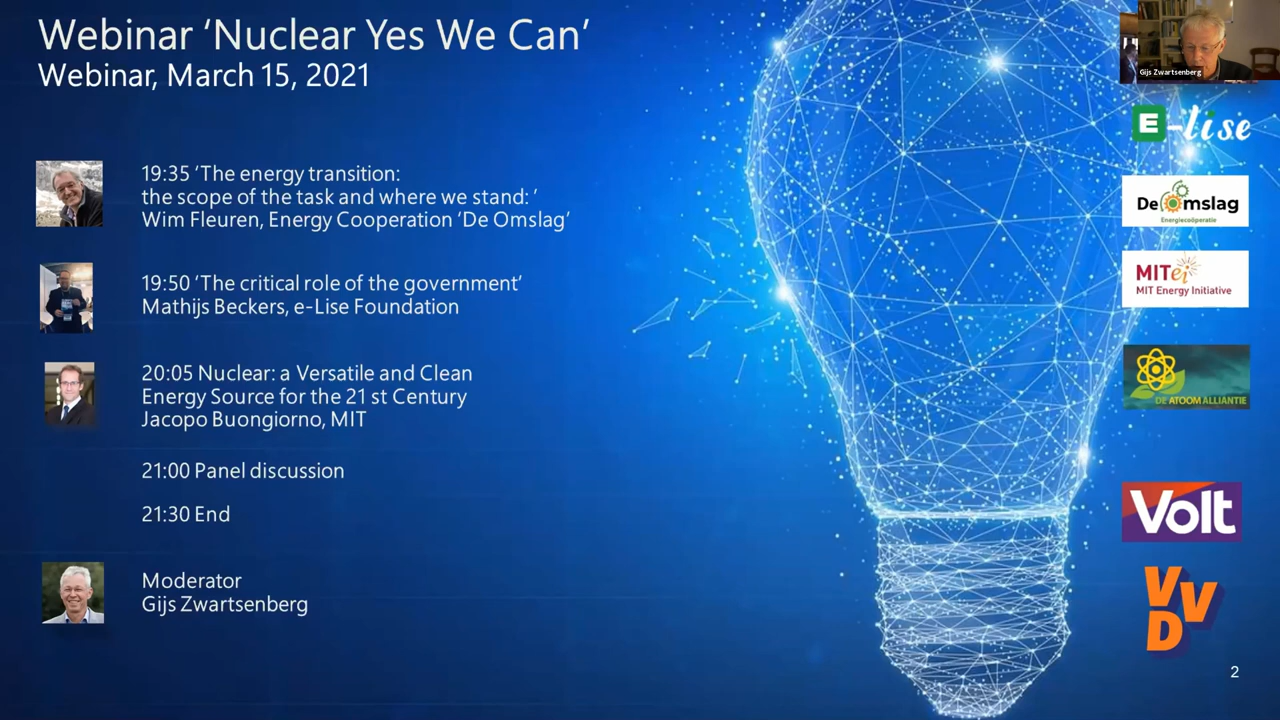 Webinar ‘Nuclear Yes We Can’
Webinar, March 15, 2021
19:35 ‘The energy transition:
the scope of the task and where we stand: ’
Wim Fleuren, Energy Cooperation ‘De Omslag’
19:50 ‘The critical role of the government’
Mathijs Beckers, e-Lise Foundation
20:05 Nuclear: a Versatile and Clean
Energy Source for the 21 st Century
Jacopo Buongiorno, MIT
21:00 Panel discussion
21:30 End
Moderator
Gijs Zwartsenberg
Gijs Zwartsenberg
E-lise
De Omslag
Energiecoöperatie
MITei
MIT Energy Initiative
DE ATOOM ALLIANTIE
Volt
VVD
2